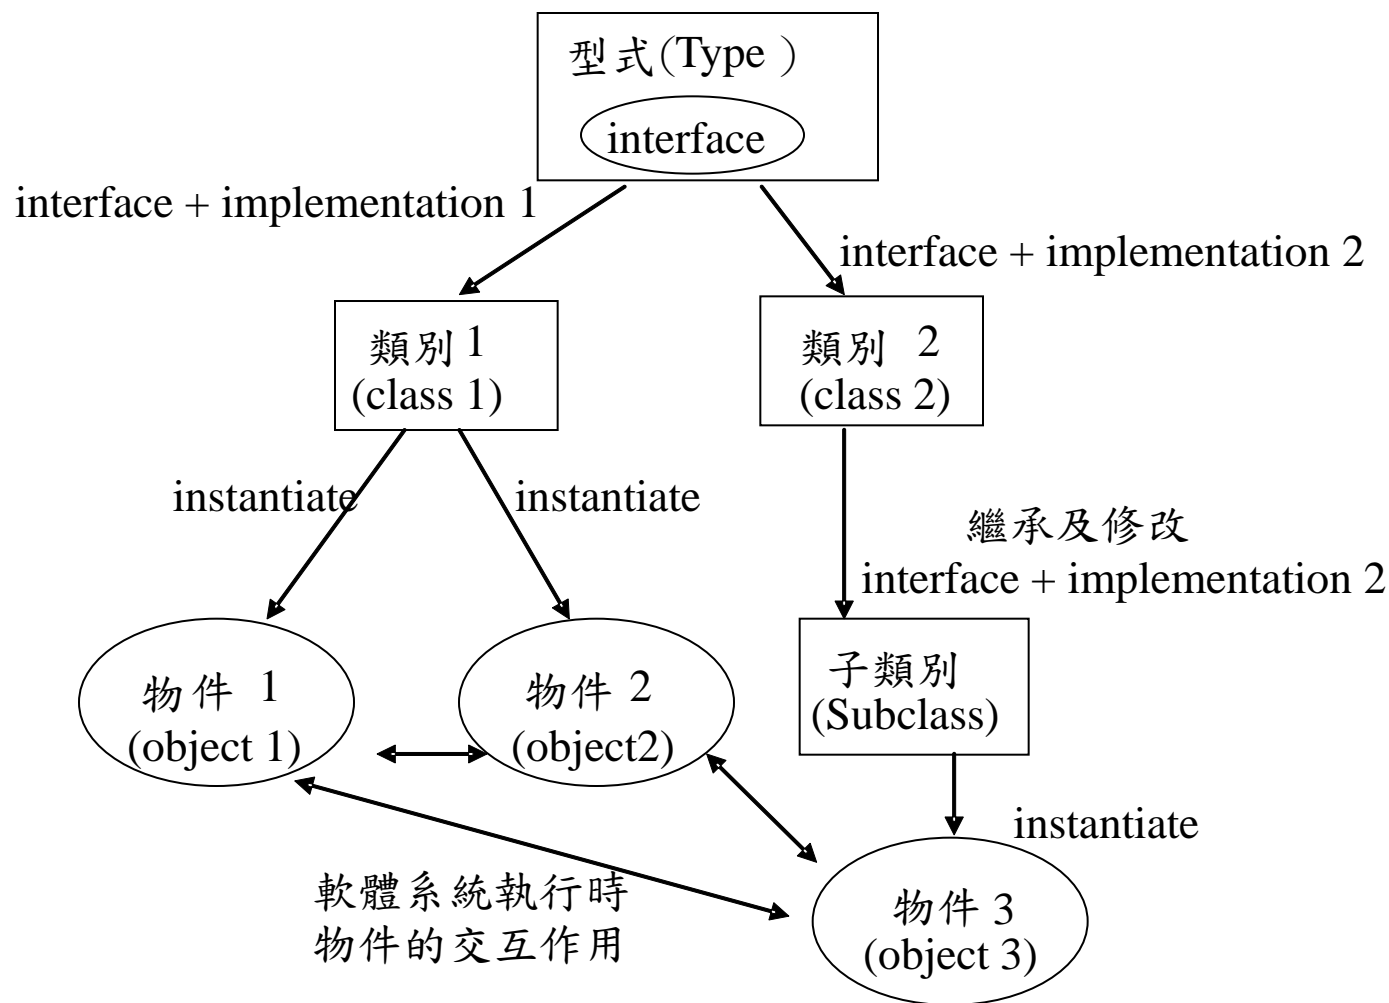 型式(Type )
interface
interface + implementation 1
interface + implementation 2
類別 1
(class 1)
類別 2
(class 2)
instantiate
instantiate
繼承及修改
interface + implementation 2
物件 1
(object 1)
物件 2
(object2)
子類別
(Subclass)
instantiate
軟體系統執行時
物件的交互作用
物件 3
(object 3)